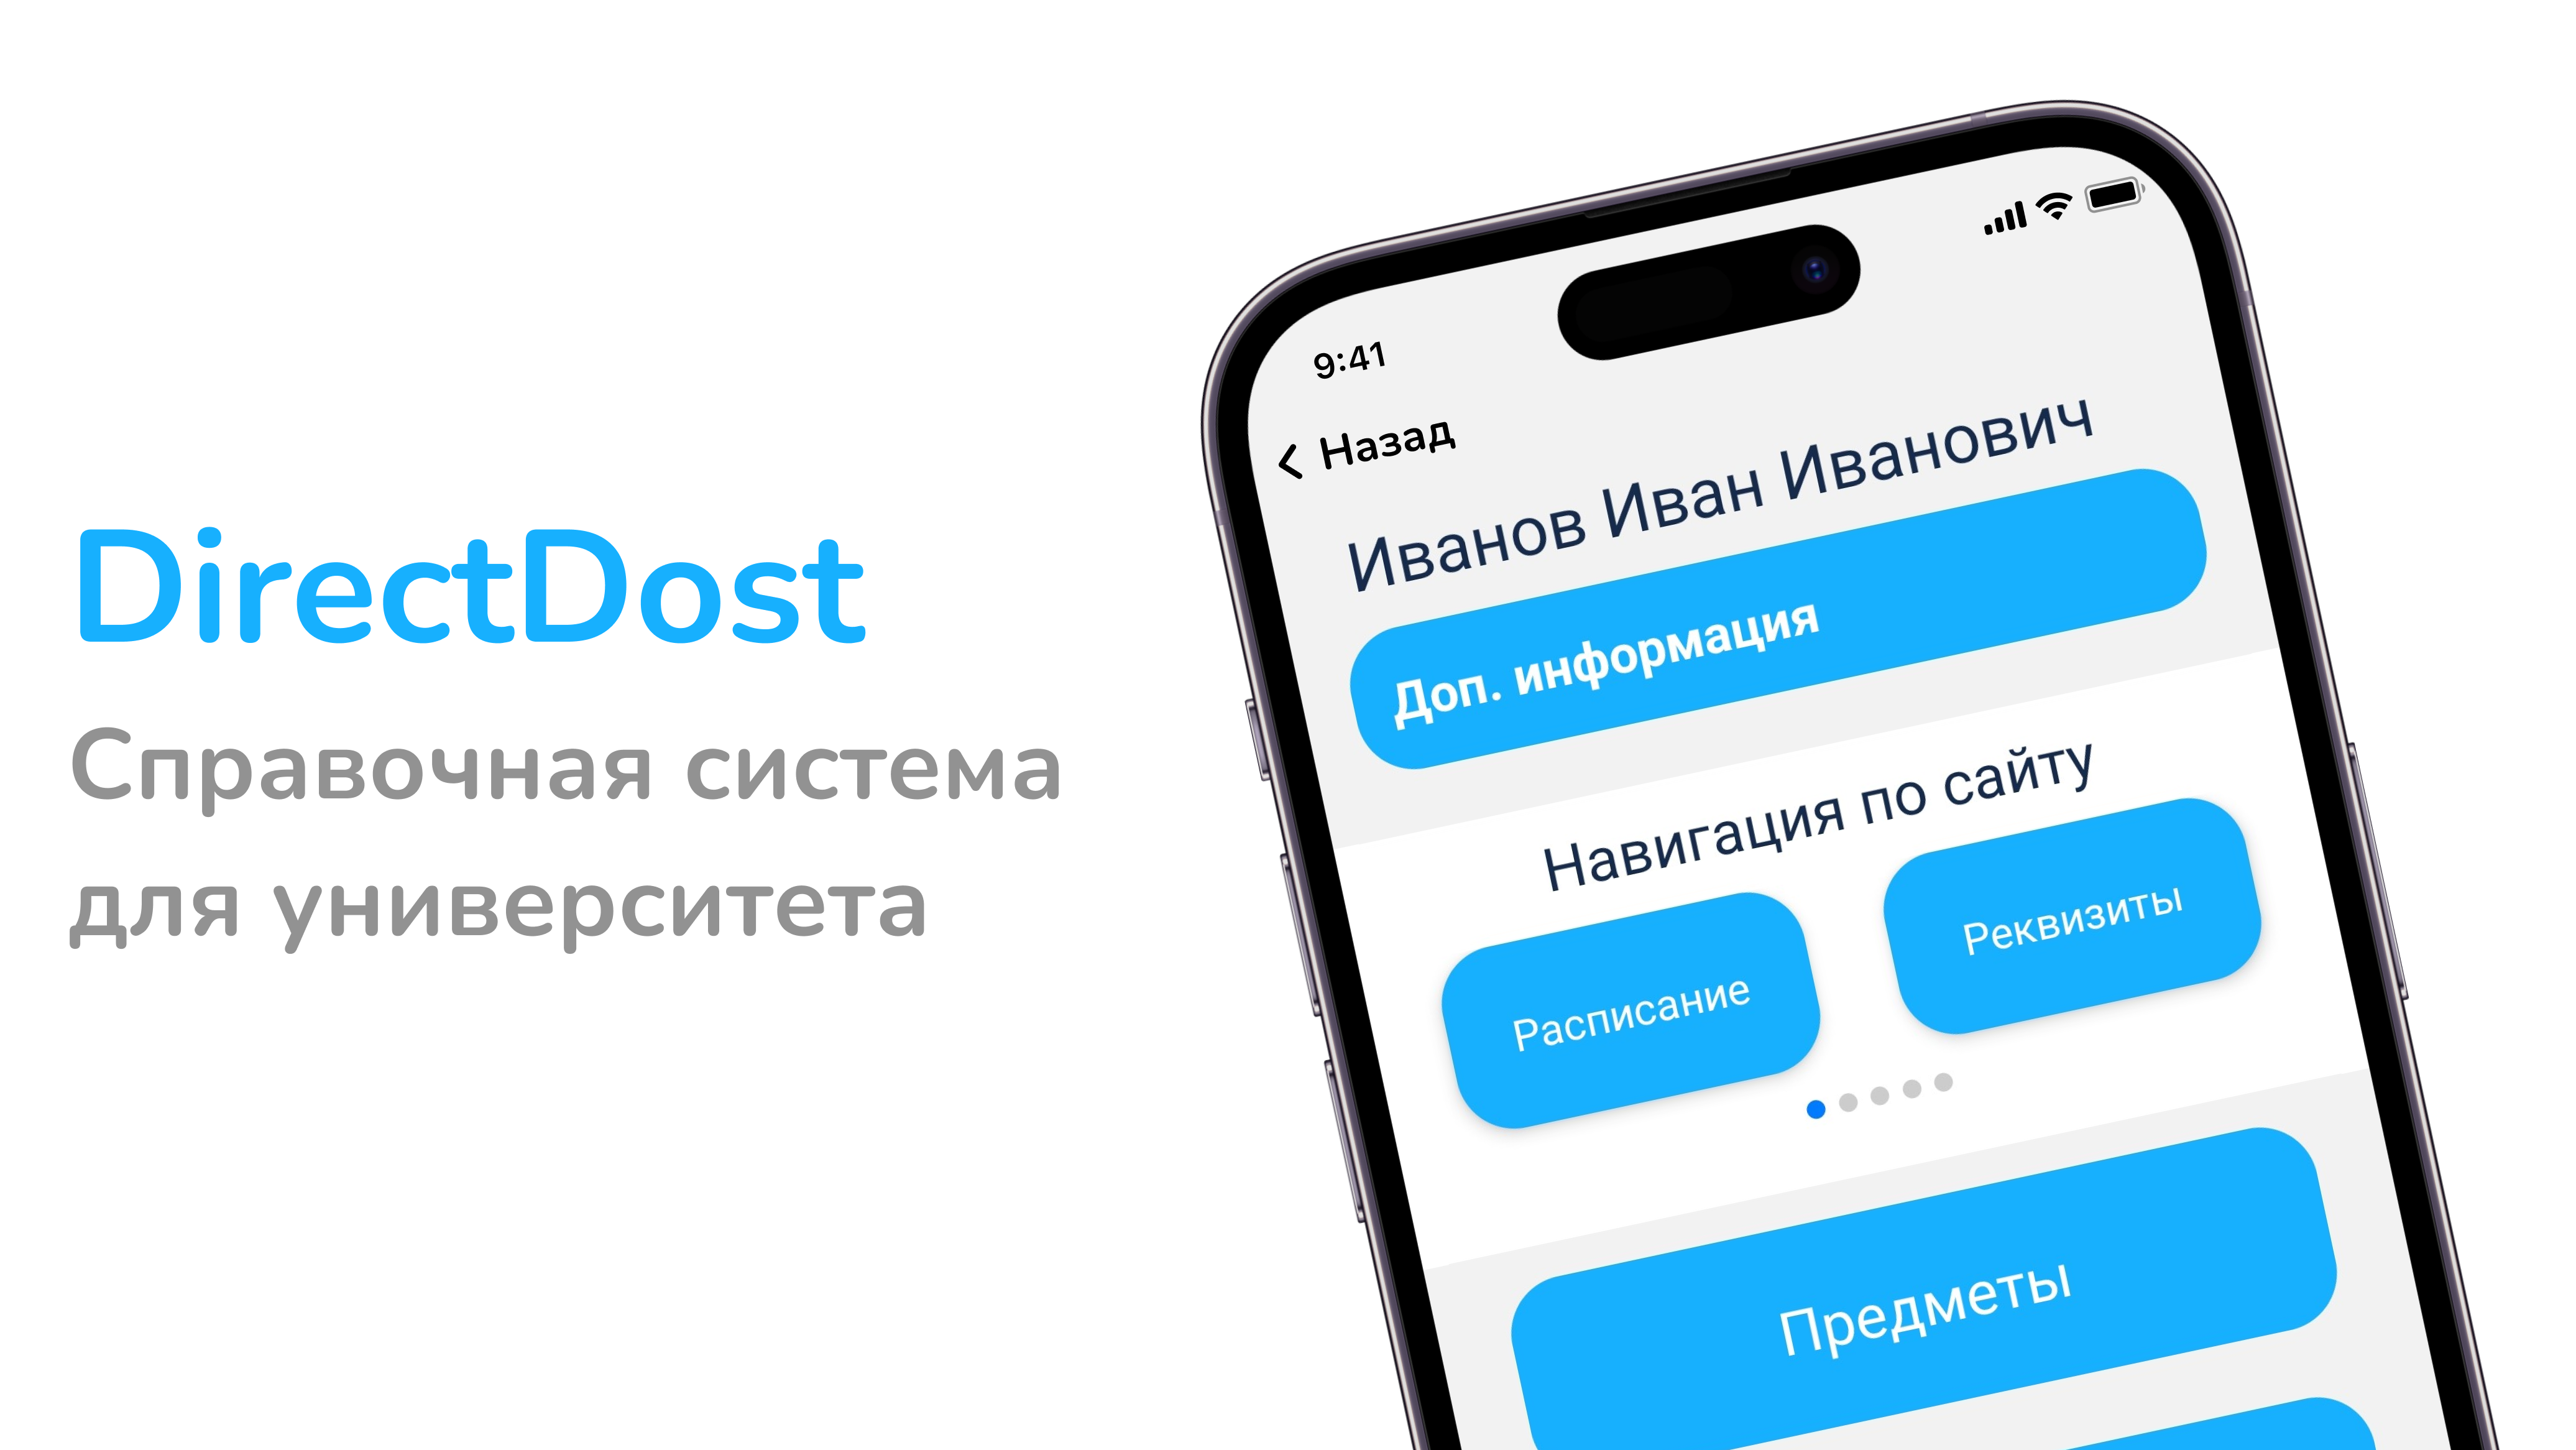 DirectDost
Справочная система
для университета
9:41
Назад
Иванов Иван Иванович
Доп. информация
Навигация по сайту
Расписание
Реквизиты
Предметы